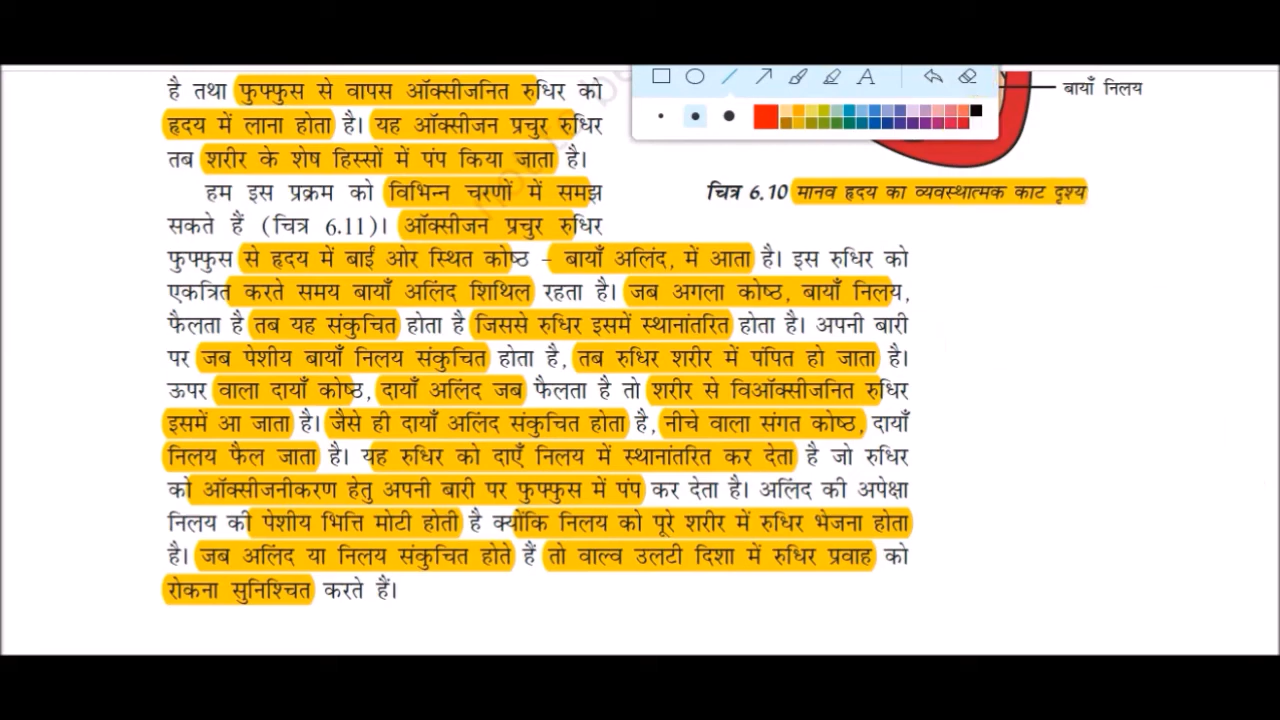 है तथा फुफ्फुस से वापस ऑक्सीजनित रुधिर को
हृदय में लाना होता है। यह ऑक्सीजन प्रचुर रुधिर
तब शरीर के शेष हिस्सों में पंप किया जाता है।
हम इस प्रक्रम को विभिन्न चरणों में समझ
सकते हैं (चित्र 6.11)। ऑक्सीजन प्रचुर रुधिर
फुफ्फुस से हृदय में बाईं ओर स्थित कोष्ठ – बायाँ अलिंद, में आता है। इस रुधिर को
एकत्रित करते समय बायाँ अलिंद शिथिल रहता है। जब अगला कोष्ठ, बायाँ निलय,
फैलता है तब यह संकुचित होता है जिससे रुधिर इसमें स्थानांतरित होता है। अपनी बारी
पर जब पेशीय बायाँ निलय संकुचित होता है, तब रुधिर शरीर में पंपित हो जाता है।
ऊपर वाला दायाँ कोष्ठ, दायाँ अलिंद जब फैलता है तो शरीर से विऑक्सीजनित रुधिर
इसमें आ जाता है। जैसे ही दायाँ अलिंद संकुचित होता है, नीचे वाला संगत कोष्ठ, दायाँ
निलय फैल जाता है। यह रुधिर को दाएँ निलय में स्थानांतरित कर देता है जो रुधिर
को ऑक्सीजनीकरण हेतु अपनी बारी पर फुफ्फुस में पंप कर देता है। अलिंद की अपेक्षा
निलय की पेशीय भित्ति मोटी होती है क्योंकि निलय को पूरे शरीर में रुधिर भेजना होता
है। जब अलिंद या निलय संकुचित होते हैं तो वाल्व उलटी दिशा में रुधिर प्रवाह को
रोकना सुनिश्चित करते हैं।
A
बायाँ निलय
चित्र 6.10 मानव हृदय का व्यवस्थात्मक काट दृश्य